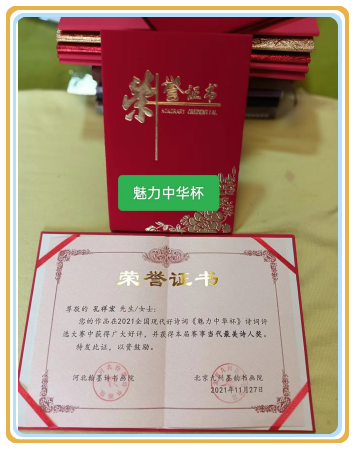 荣誉证书
HONORARY CREDENTIAL
魅力中华杯
荣誉证书
尊敬的 孔祥宏 先生/女士:
您的作品在2021全国现代好诗词《魅力中华杯》诗词评
选大赛中获得广大好评,并获得本届赛事当代最美诗人奖。
特发此证,以资鼓励。
河北翰墨诗书画院
北京九州墨韵书画院
2021年11月27日